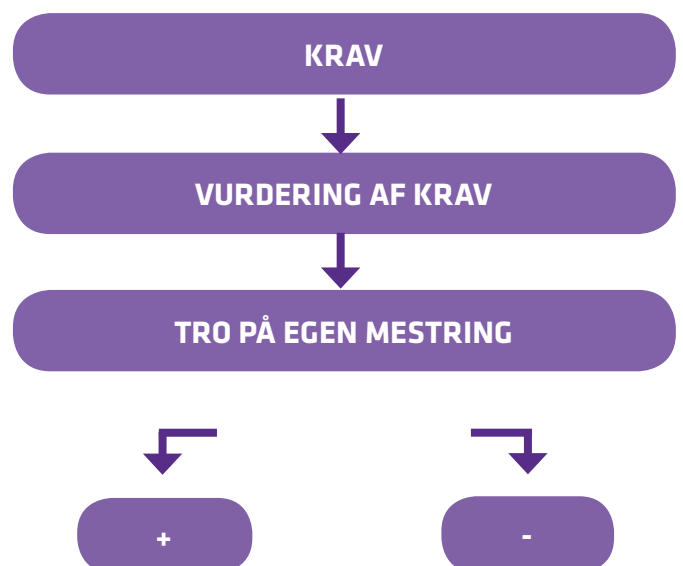 KRAV
VURDERING AF KRAV
TRO PÅ EGEN MESTRING
+
-